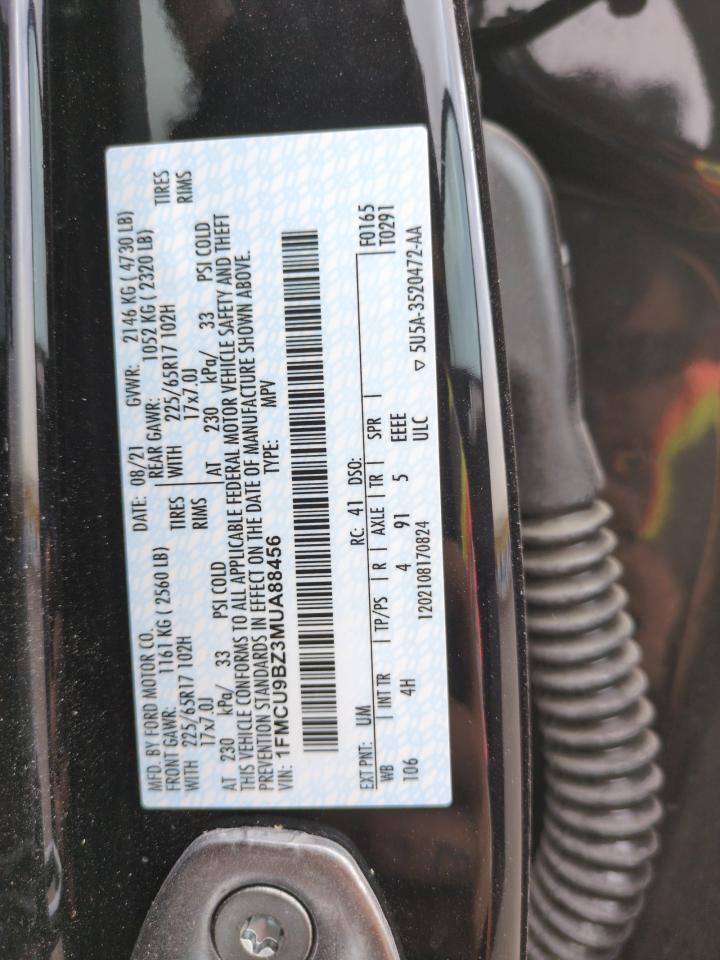 MFD. BY FORD MOTOR CO.
DATE: 08/21 GVWR: 2146 KG ( 4730 LB)
FRONT GAWR: 1161 KG ( 2560 LB) REAR GAWR: 1052 KG ( 2320 LB)
WITH 225/65R17 102H TIRES WITH 225/65R17 102H TIRES
17x7.0J RIMS 17x7.0J RIMS
AT 230 kPa/ 33 PSI COLD AT 230 kPa/ 33 PSI COLD
THIS VEHICLE CONFORMS TO ALL APPLICABLE FEDERAL MOTOR VEHICLE SAFETY AND THEFT
PREVENTION STANDARDS IN EFFECT ON THE DATE OF MANUFACTURE SHOWN ABOVE.
VIN: 1FMCU9BZ3MUA88456 TYPE: MPV
F0165
EXT PNT: UM RC: 41 DSO: T0291
WB INT TR TP/PS R AXLE TR SPR
106 4H 4 91 5 EEEE
1202108170824 ULC ▽ 5U5A-3520472-AA